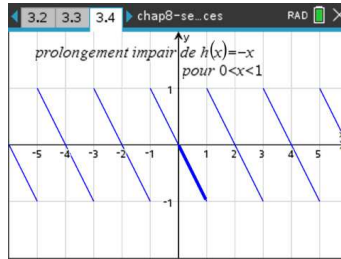 3.2 3.3 3.4 chap8-se...ces RAD
y
prolongement impair de h(x)=-x
pour 0<x<1
1
-5 -4 -3 -2 -1 1 2 3 4 5
-1